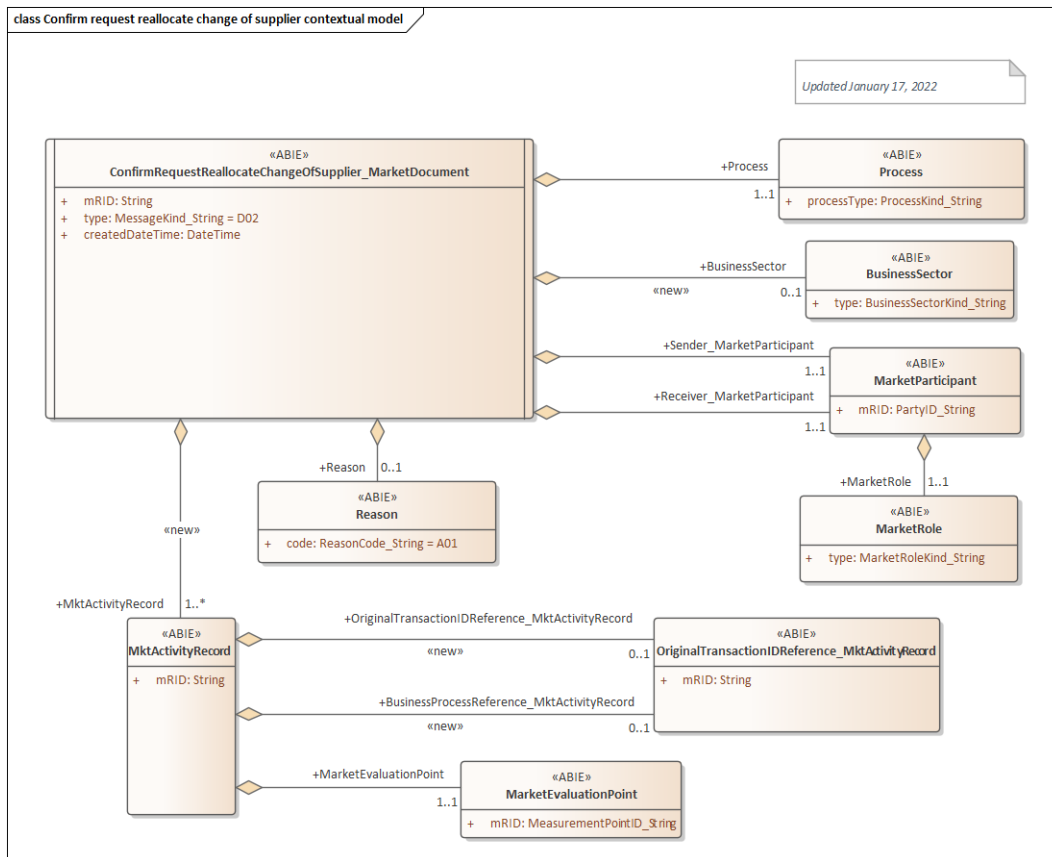 class Confirm request reallocate change of supplier contextual model
Updated January 17, 2022
«ABIE»
ConfirmRequestReallocateChangeOfSupplier_MarketDocument
+ mRID: String
+ type: MessageKind_String = D02
+ createdDateTime: DateTime
+Process
1..1
«ABIE»
Process
+ processType: ProcessKind_String
+BusinessSector
«new»
0..1
«ABIE»
BusinessSector
+ type: BusinessSectorKind_String
+Sender_MarketParticipant
1..1
+Receiver_MarketParticipant
1..1
«ABIE»
MarketParticipant
+ mRID: PartyID_String
+MarketRole 1..1
«ABIE»
MarketRole
+ type: MarketRoleKind_String
+Reason 0..1
«ABIE»
Reason
+ code: ReasonCode_String = A01
«new»
+MktActivityRecord 1..*
«ABIE»
MktActivityRecord
+ mRID: String
+OriginalTransactionIDReference_MktActivityRecord
«new»
0..1
«ABIE»
OriginalTransactionIDReference_MktActivityRecord
+ mRID: String
+BusinessProcessReference_MktActivityRecord
«new»
0..1
+MarketEvaluationPoint
1..1
«ABIE»
MarketEvaluationPoint
+ mRID: MeasurementPointID_String